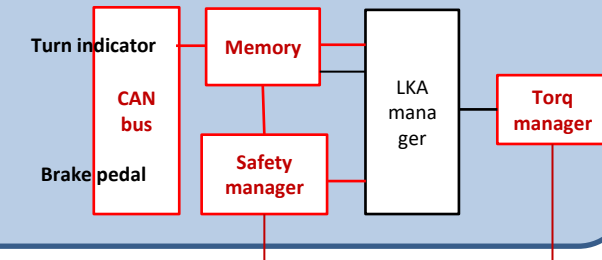 Turn indicator
Memory
CAN
bus
LKA
mana
ger
Torq
manager
Safety
manager
Brake pedal